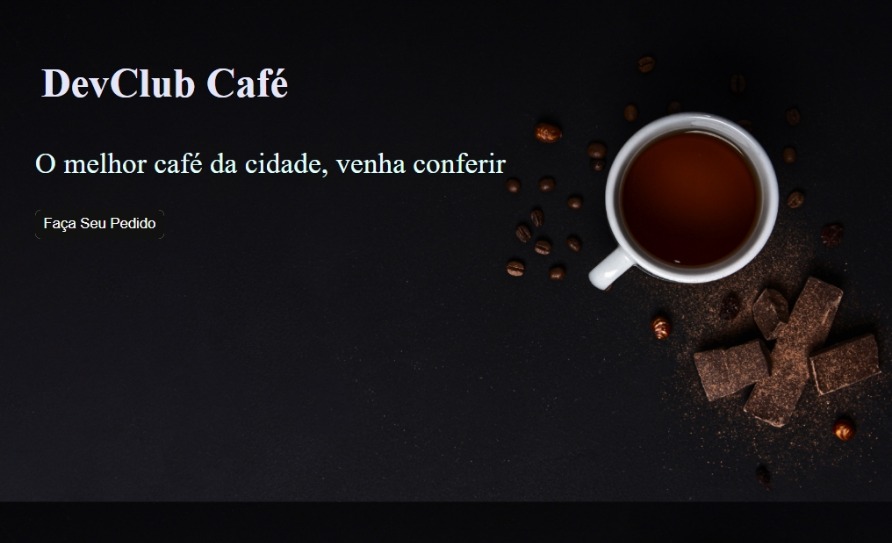 DevClub Café
O melhor café da cidade, venha conferir
Faça Seu Pedido